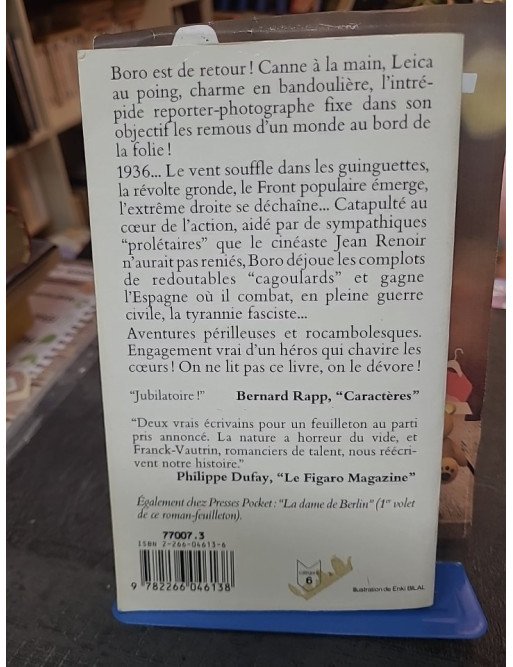 Boro est de retour ! Canne à la main, Leica
au poing, charme en bandoulière, l'intré-
pide reporter-photographe fixe dans son
objectif les remous d'un monde au bord de
la folie !
1936... Le vent souffle dans les guinguettes,
la révolte gronde, le Front populaire émerge,
l'extrême droite se déchaîne... Catapulté au
cœur de l'action, aidé par de sympathiques
"prolétaires" que le cinéaste Jean Renoir
n'aurait pas reniés, Boro déjoue les complots
de redoutables "cagoulards" et gagne
l'Espagne où il combat, en pleine guerre
civile, la tyrannie fasciste...
Aventures périlleuses et rocambolesques.
Engagement vrai d'un héros qui chavire les
cœurs ! On ne lit pas ce livre, on le dévore !
"Jubilatoire !" Bernard Rapp, "Caractères"
"Deux vrais écrivains pour un feuilleton au parti
pris annoncé. La nature a horreur du vide, et
Franck-Vautrin, romanciers de talent, nous réécri-
vent notre histoire."
Philippe Dufay, "Le Figaro Magazine"
Également chez Presses Pocket : "La dame de Berlin" (1er volet
de ce roman-feuilleton).
77007.3
ISBN 2-266-04613-6
9 782266 046138
6
Illustration de Enki BILAL